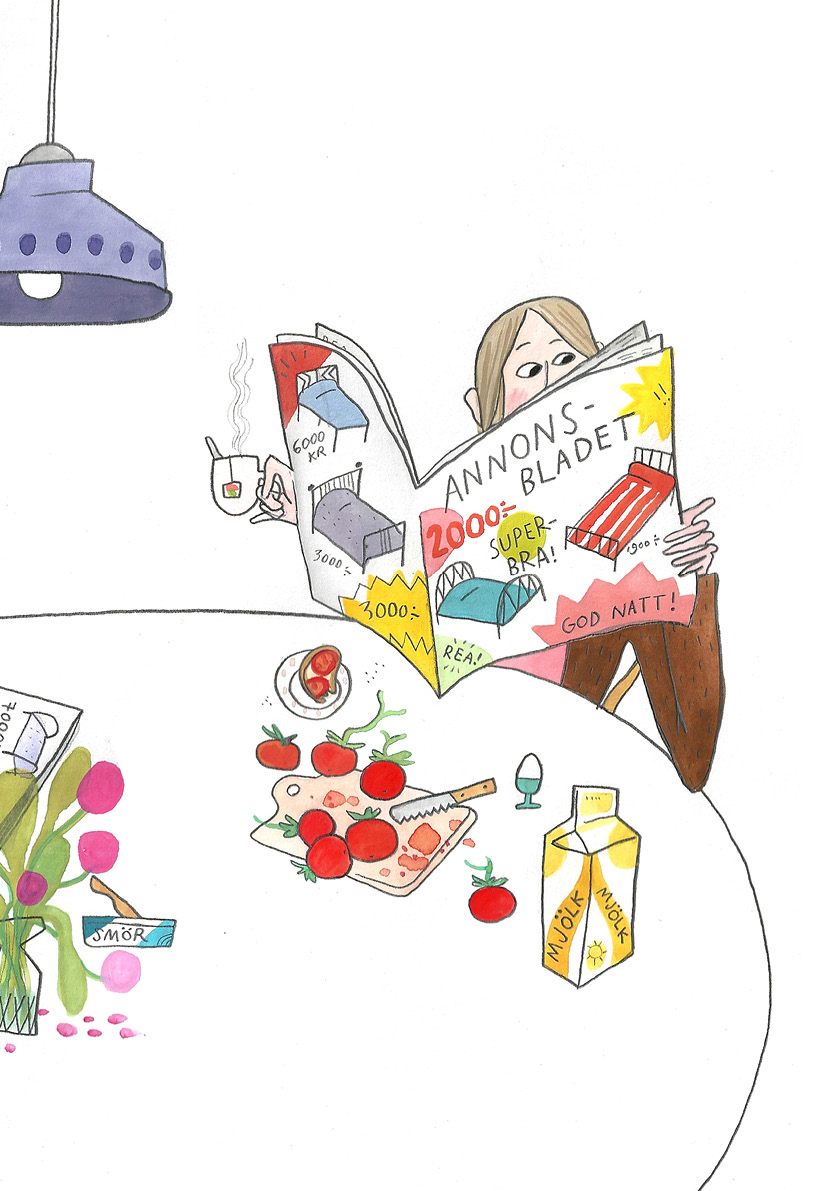 6000
KR
3000:-
3000:-
ANNONS-
BLADET
2000:-
SUPER-
BRA!
1900:-
GOD NATT!
REA!
SMÖR
MJÖLK
MJÖLK